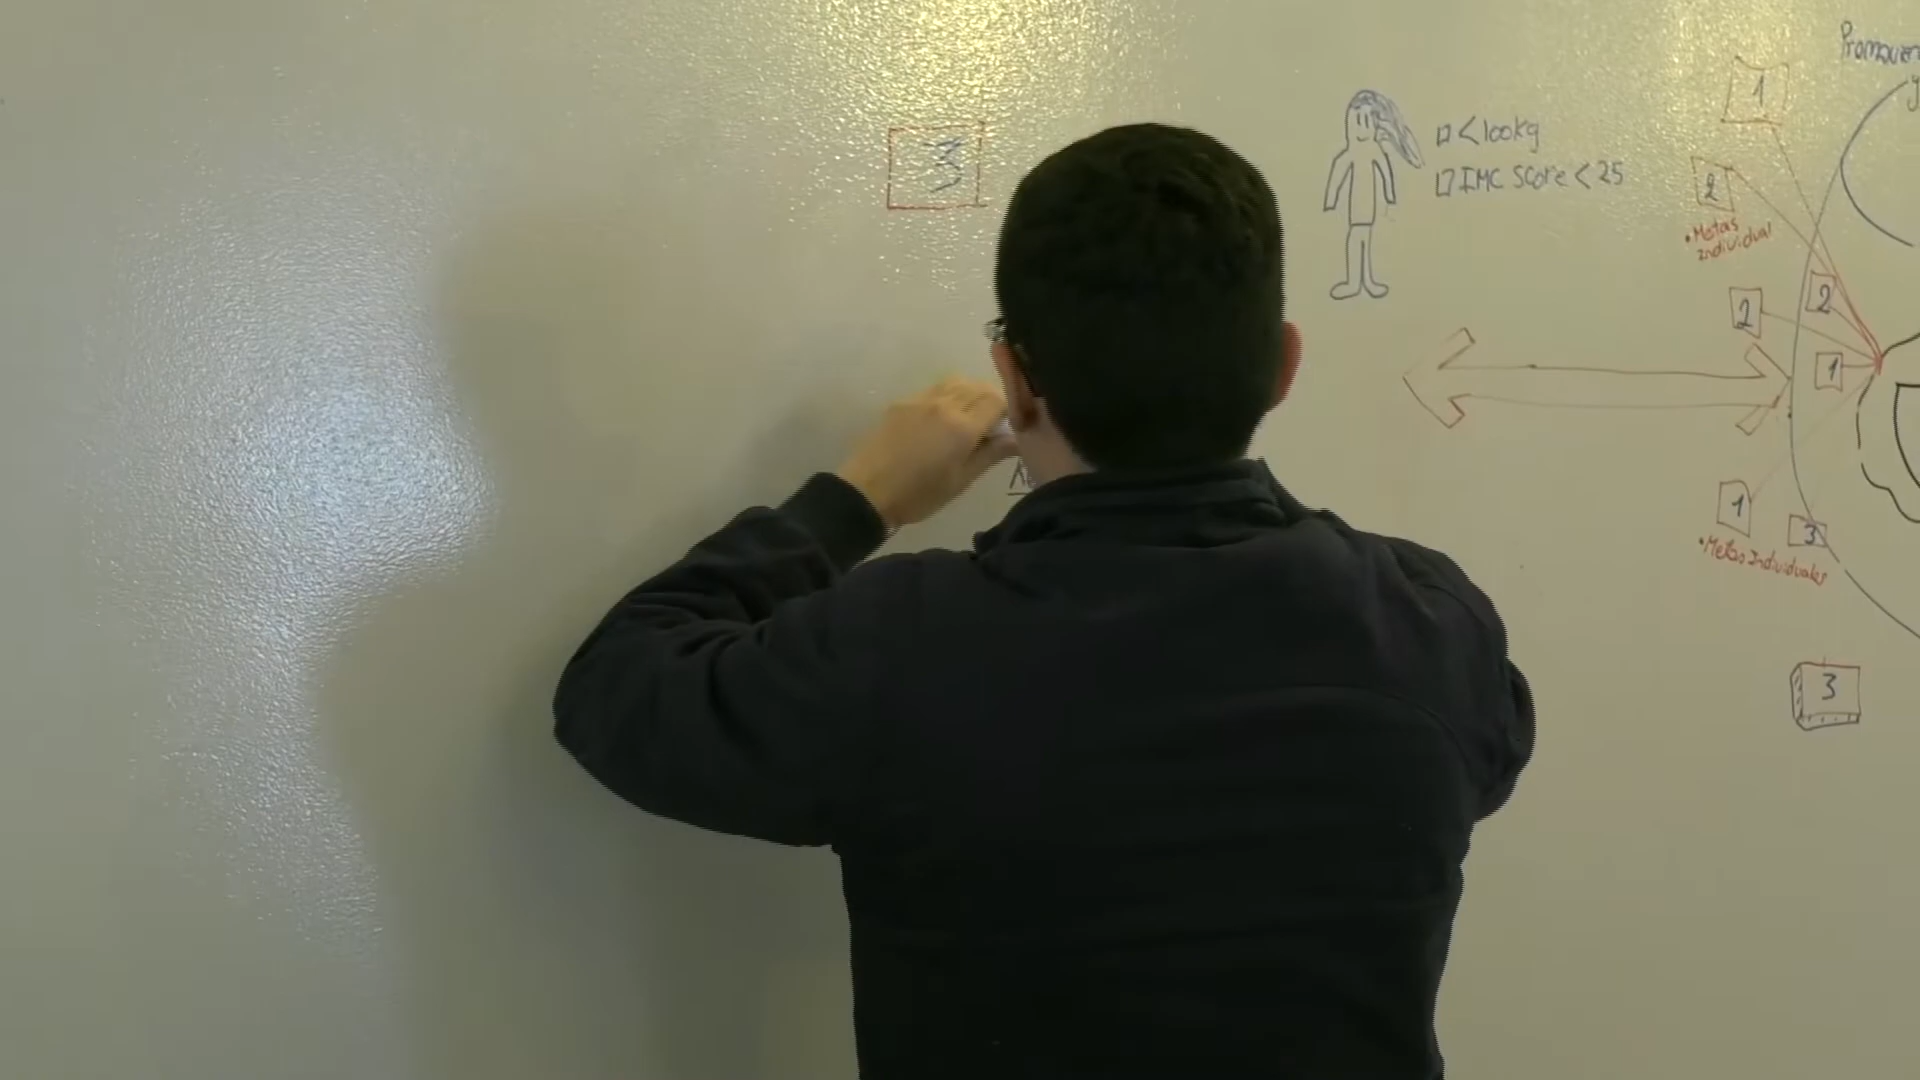 3
□ <100kg
□ IMC Score <25
1
2
• Metas
individual
2
2
1
1
3
• Metas individuales
3